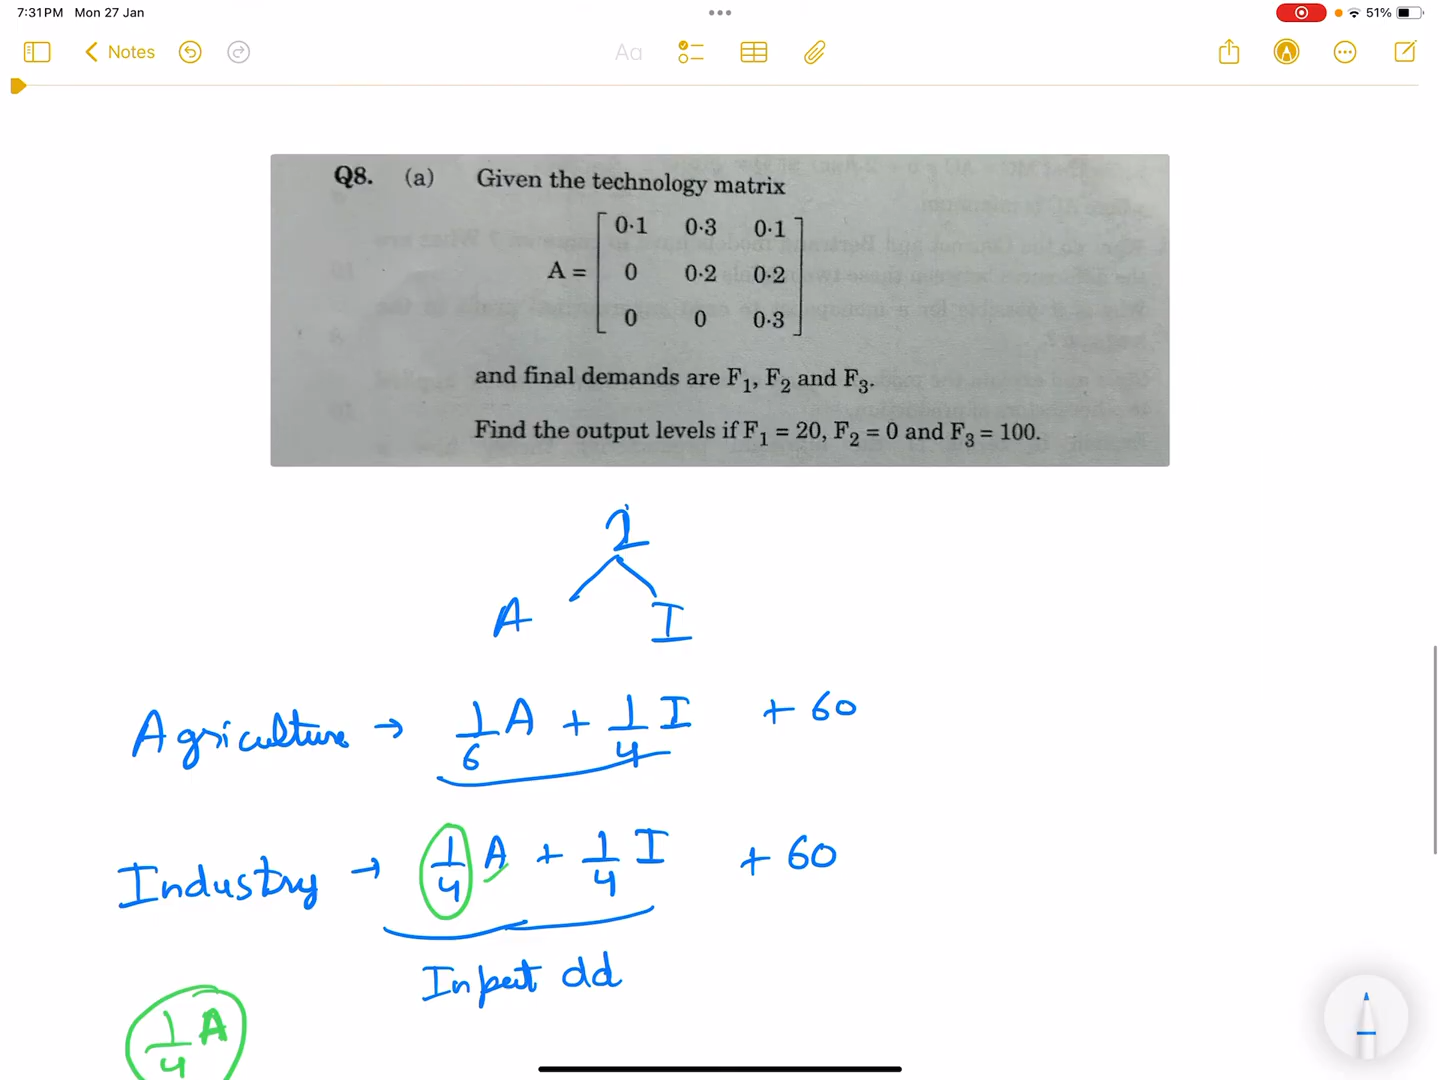 7:31 PM Mon 27 Jan
51%
Notes
Aa
Q8. (a) Given the technology matrix
A = [ 0·1 0·3 0·1
0 0·2 0·2
0 0 0·3 ]
and final demands are F₁, F₂ and F₃.
Find the output levels if F₁ = 20, F₂ = 0 and F₃ = 100.
2
A I
Agriculture → 1/6 A + 1/4 I + 60
Industry → 1/4 A + 1/4 I + 60
Input dd
1/4 A